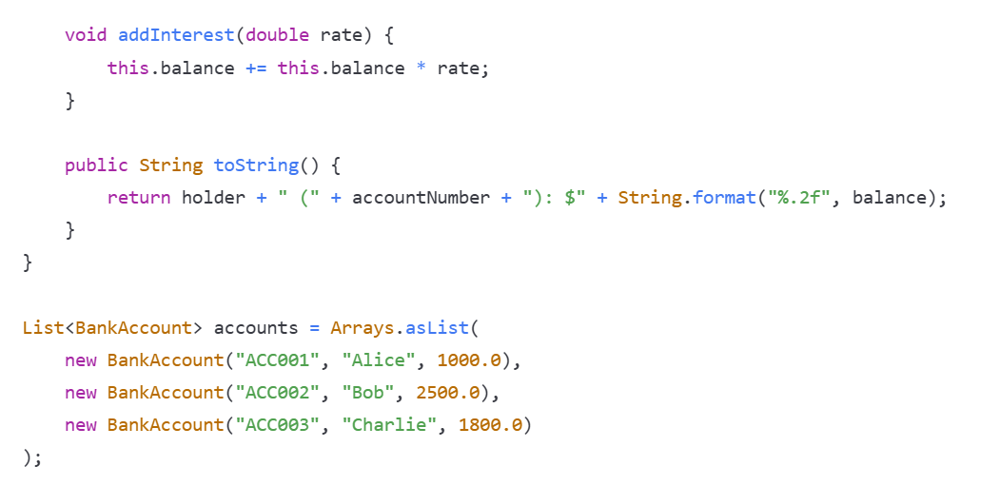 void addInterest(double rate) {
        this.balance += this.balance * rate;
    }

    public String toString() {
        return holder + " (" + accountNumber + "): $" + String.format("%.2f", balance);
    }
}

List<BankAccount> accounts = Arrays.asList(
    new BankAccount("ACC001", "Alice", 1000.0),
    new BankAccount("ACC002", "Bob", 2500.0),
    new BankAccount("ACC003", "Charlie", 1800.0)
);